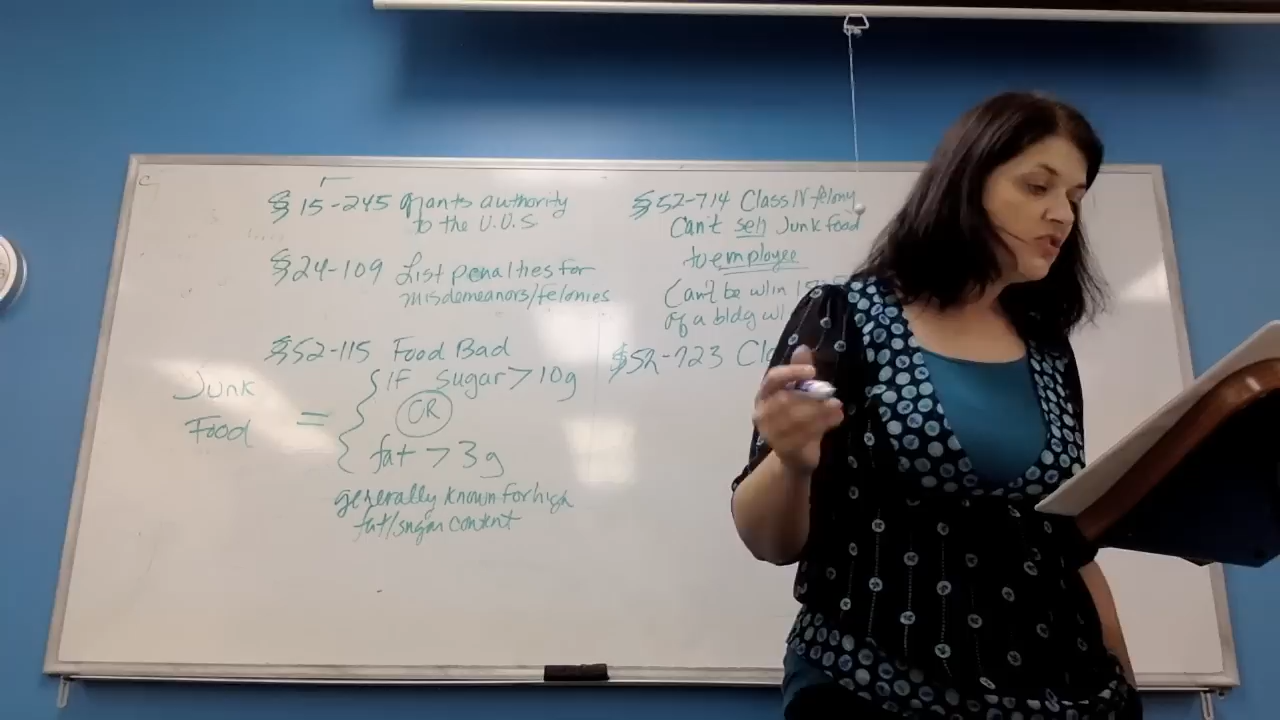 § 15-245 grants authority
to the U.U.S.
§ 24-109 List penalties for
misdemeanors/felonies
§ 52-115 Food Bad
Junk
Food
=
IF sugar > 10g
OR
fat > 3g
generally known for high
fat/sugar content
§ 52-714 Class IV felony
Can't sell Junk Food
to employee
Can't be w/in
of a bldg w/
§ 52-723